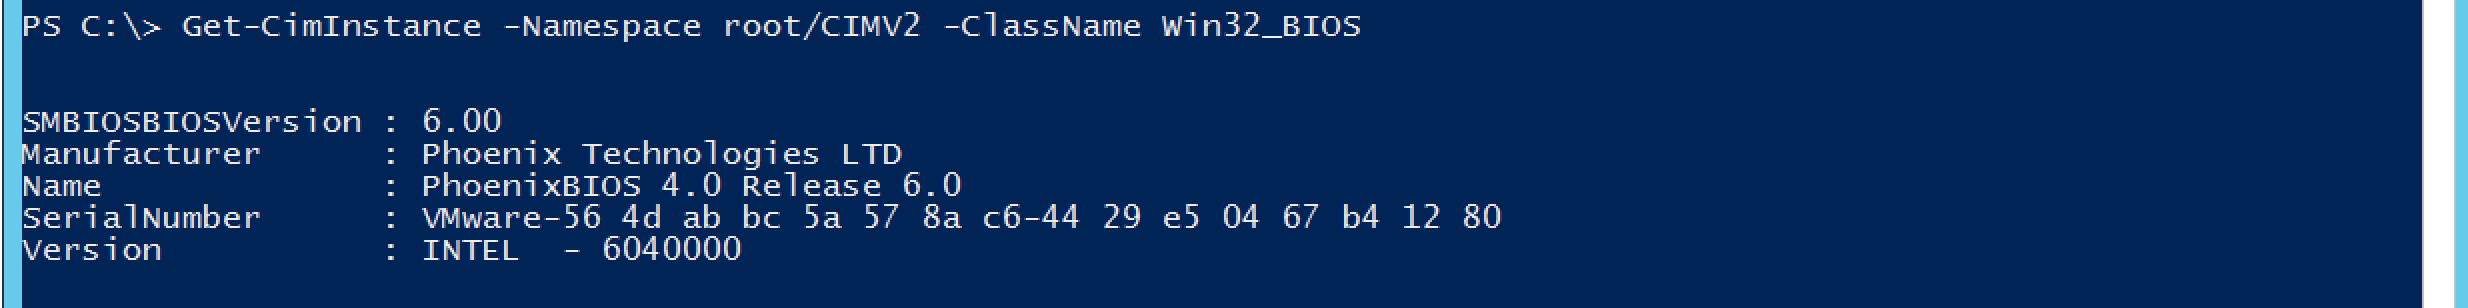 PS C:\> Get-CimInstance -Namespace root/CIMV2 -ClassName Win32_BIOS
SMBIOSBIOSVersion : 6.00
Manufacturer      : Phoenix Technologies LTD
Name              : PhoenixBIOS 4.0 Release 6.0
SerialNumber      : VMware-56 4d ab bc 5a 57 8a c6-44 29 e5 04 67 b4 12 80
Version           : INTEL  - 6040000